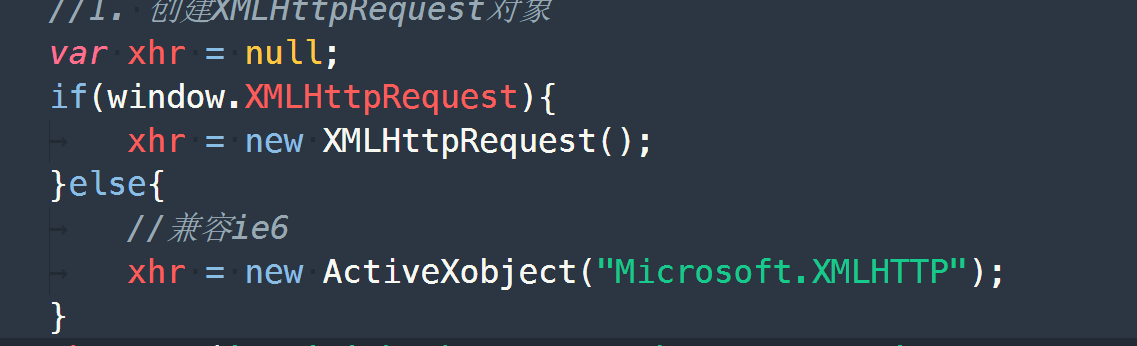 //1. 创建XMLHttpRequest对象
var xhr = null;
if(window.XMLHttpRequest){
xhr = new XMLHttpRequest();
}else{
//兼容ie6
xhr = new ActiveXobject("Microsoft.XMLHTTP");
}